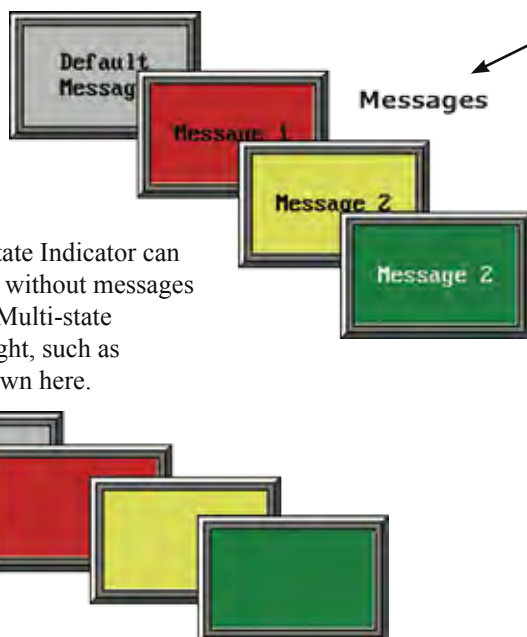 Default
Messag
Message 1
Messages
Message 2
Message 2
tate Indicator can
without messages
Multi-state
ght, such as
wn here.